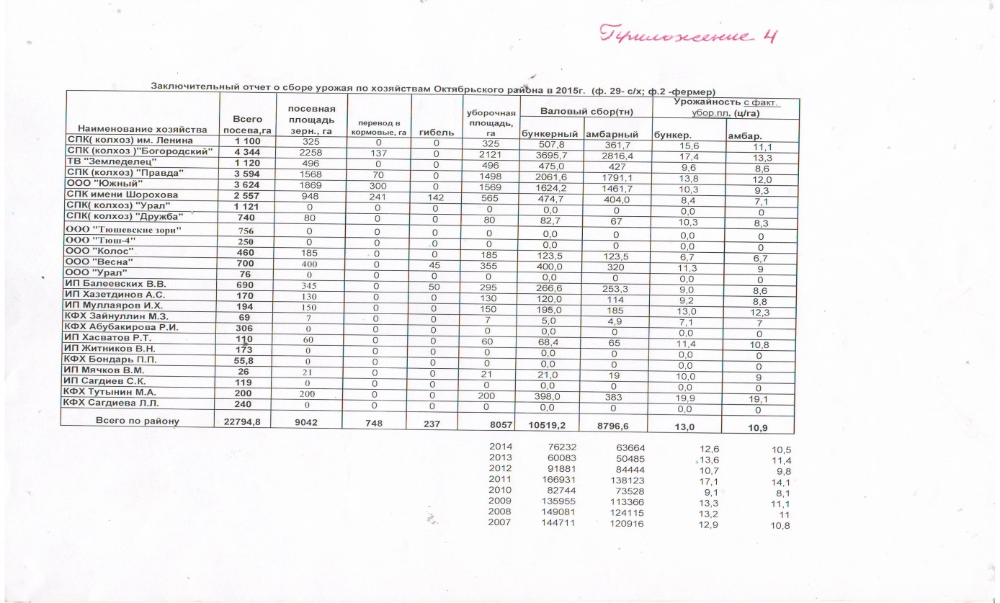 Приложение 4
Заключительный отчет о сборе урожая по хозяйствам Октябрьского района в 2015г. (ф. 29- с/х; ф.2 -фермер)
Наименование хозяйства Всего посева,га посевная площадь зерн., га перевод в кормовые, га гибель уборочная площадь, га Валовый сбор(тн) Урожайность с факт. убор.пл. (ц/га)
бункерный амбарный бункер. амбар.
СПК( колхоз) им. Ленина 1 100 325 0 0 325 507,8 361,7 15,6 11,1
СПК (колхоз )"Богородский" 4 344 2258 137 0 2121 3695,7 2816,4 17,4 13,3
ТВ "Земледелец" 1 120 496 0 0 496 475,0 427 9,6 8,6
СПК (колхоз) "Правда" 3 594 1568 70 0 1498 2061,6 1791,1 13,8 12,0
ООО "Южный" 3 624 1869 300 0 1569 1624,2 1461,7 10,3 9,3
СПК имени Шорохова 2 557 948 241 142 565 474,7 404,0 8,4 7,1
СПК( колхоз) "Урал" 1 121 0 0 0 0 0,0 0 0,0 0
СПК( колхоз) "Дружба" 740 80 0 0 80 82,7 67 10,3 8,3
ООО "Тюшевские зори" 756 0 0 0 0 0,0 0 0,0 0
ООО "Тюш-4" 250 0 0 0 0 0,0 0 0,0 0
ООО "Колос" 460 185 0 0 185 123,5 123,5 6,7 6,7
ООО "Весна" 700 400 0 45 355 400,0 320 11,3 9
ООО "Урал" 76 0 0 0 0 0,0 0 0,0 0
ИП Балеевских В.В. 690 345 0 50 295 266,6 253,3 9,0 8,6
ИП Хазетдинов А.С. 170 130 0 0 130 120,0 114 9,2 8,8
ИП Муллаяров И.Х. 194 150 0 0 150 195,0 185 13,0 12,3
КФХ Зайнуллин М.З. 69 7 0 0 7 5,0 4,9 7,1 7
КФХ Абубакирова Р.И. 306 0 0 0 0 0,0 0 0,0 0
ИП Хасватов Р.Т. 110 60 0 0 60 68,4 65 11,4 10,8
ИП Житников В.Н. 173 0 0 0 0 0,0 0 0,0 0
КФХ Бондарь П.П. 55,8 0 0 0 0 0,0 0 0,0 0
ИП Мячков В.М. 26 21 0 0 21 21,0 19 10,0 9
ИП Сагдиев С.К. 119 0 0 0 0 0,0 0 0,0 0
КФХ Тутынин М.А. 200 200 0 0 200 398,0 383 19,9 19,1
КФХ Сагдиева Л.Л. 240 0 0 0 0 0,0 0 0,0 0
Всего по району 22794,8 9042 748 237 8057 10519,2 8796,6 13,0 10,9
2014 76232 63664 12,6 10,5
2013 60083 50485 13,6 11,4
2012 91881 84444 10,7 9,8
2011 166931 138123 17,1 14,1
2010 82744 73528 9,1 8,1
2009 135955 113366 13,3 11,1
2008 149081 124115 13,2 11
2007 144711 120916 12,9 10,8